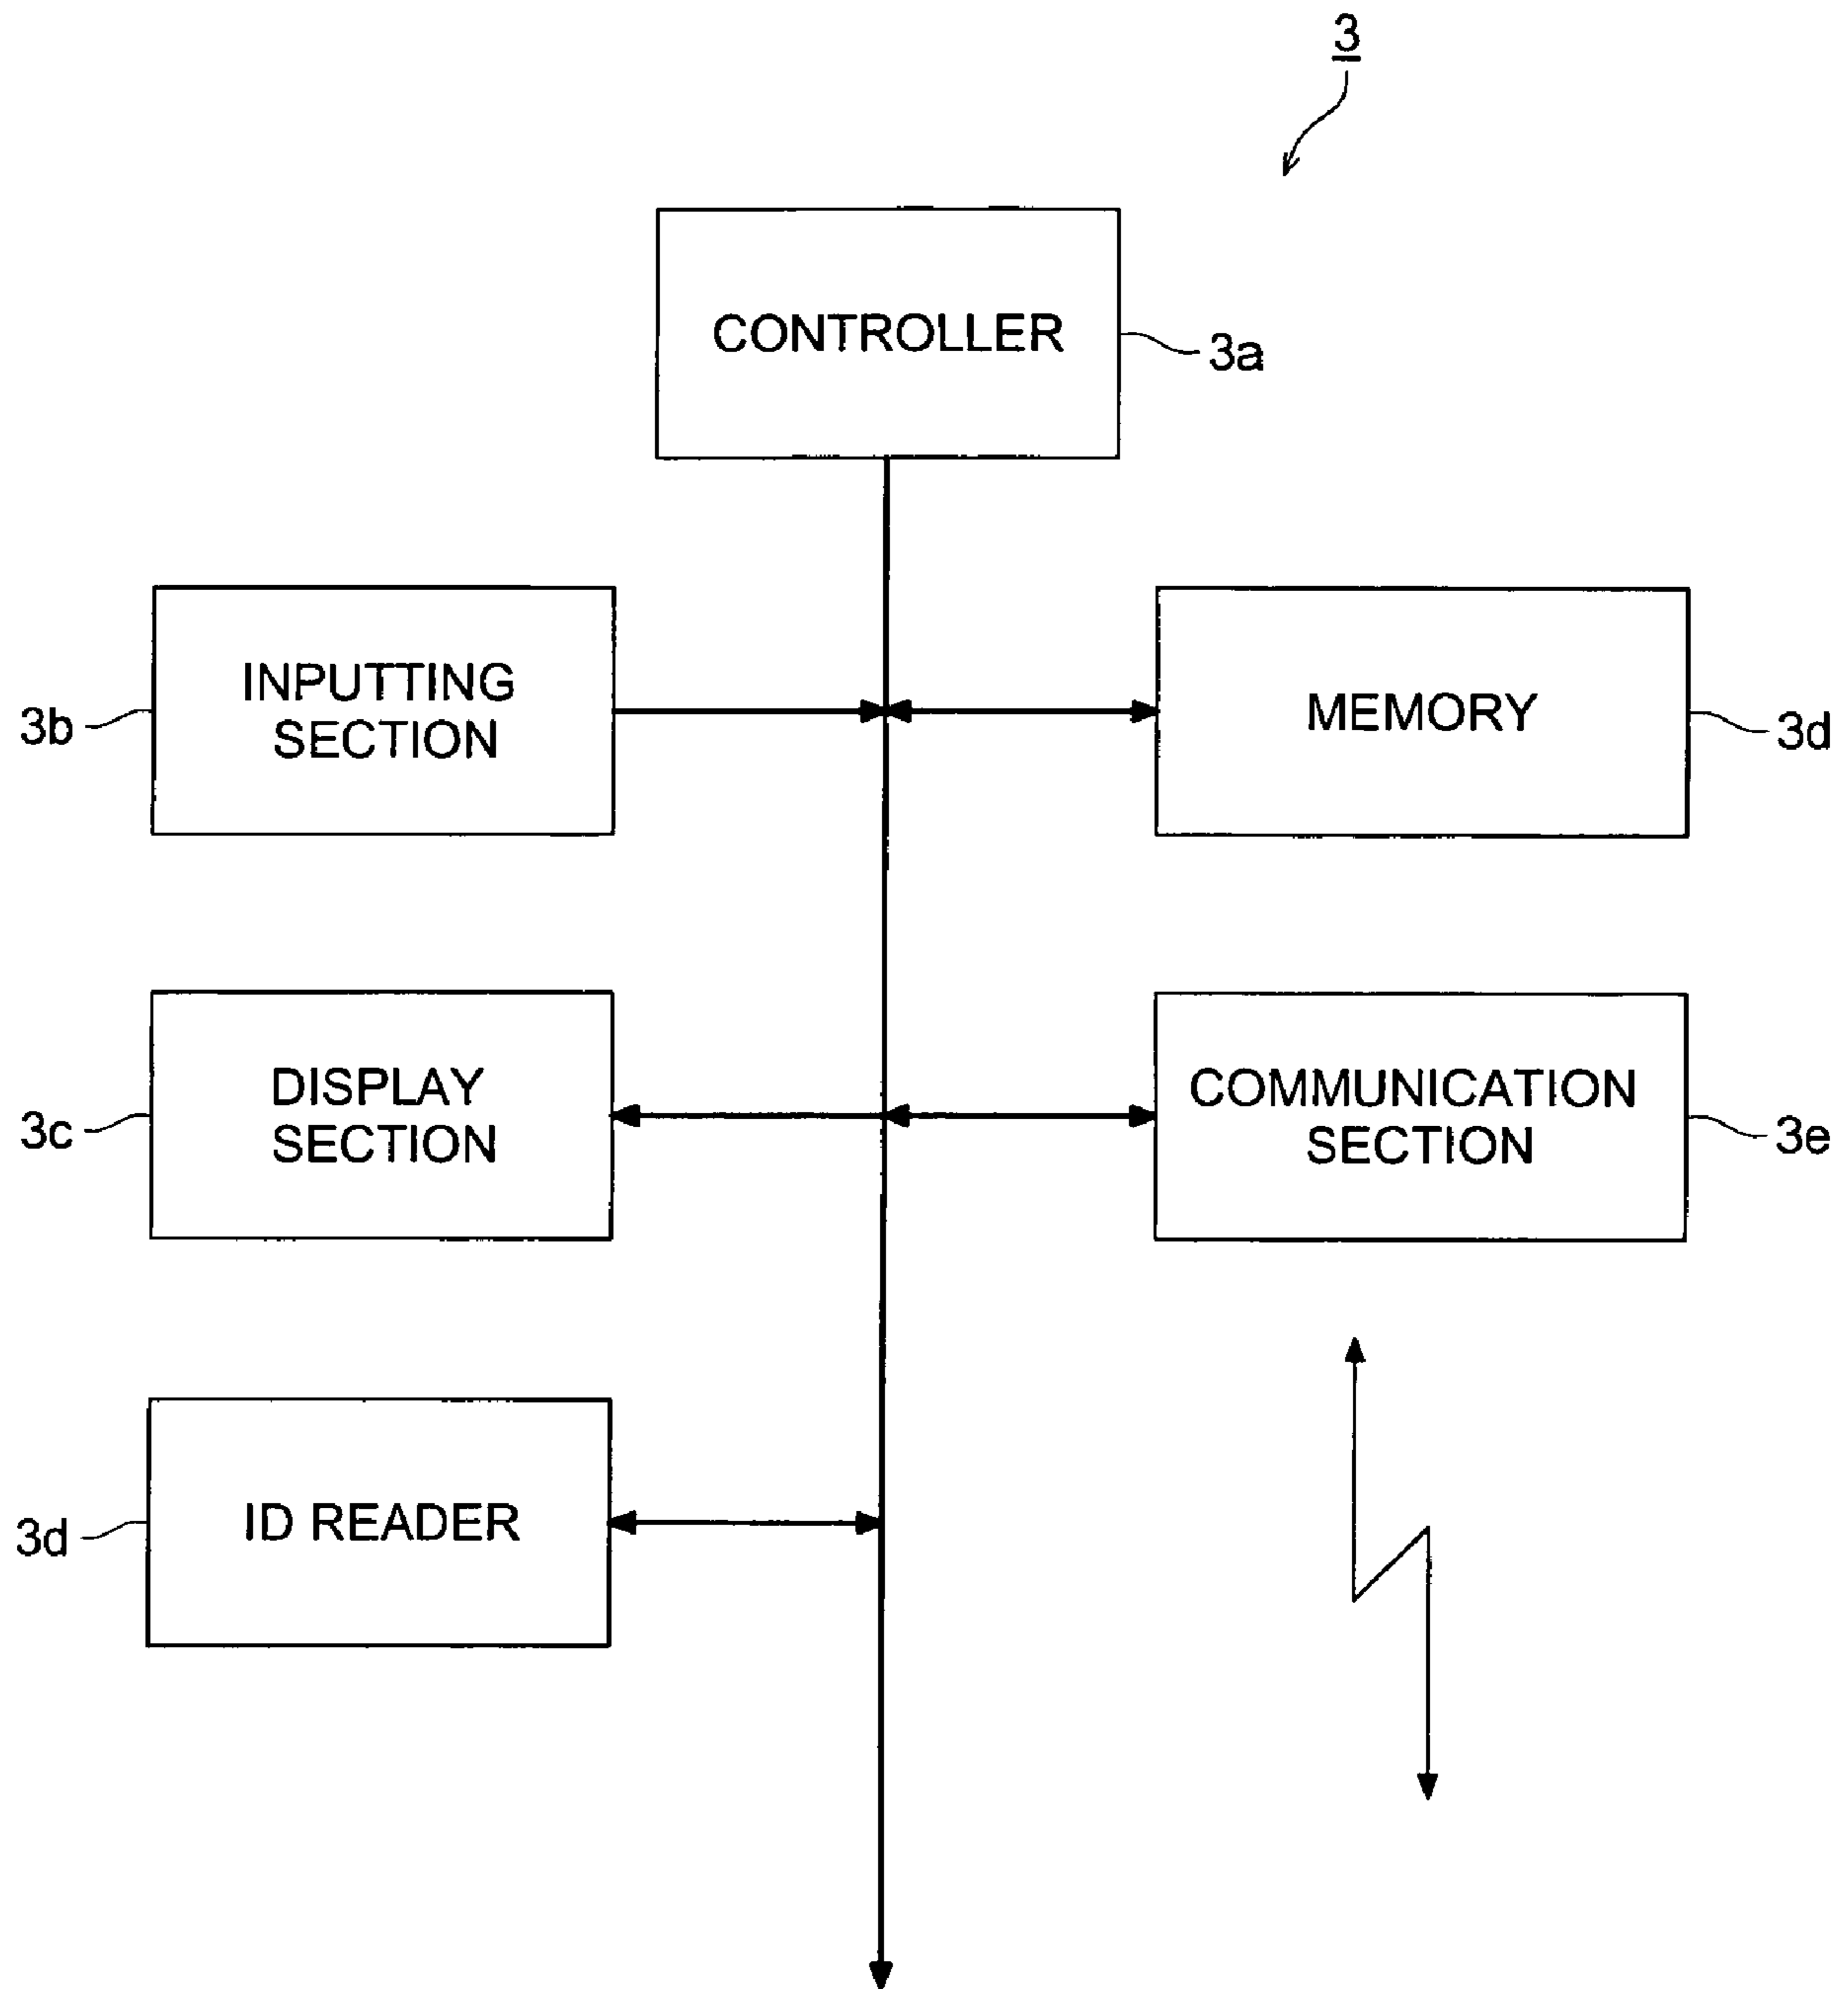 3
CONTROLLER
3a
INPUTTING
SECTION
3b
MEMORY
3d
DISPLAY
SECTION
3c
COMMUNICATION
SECTION
3e
ID READER
3d